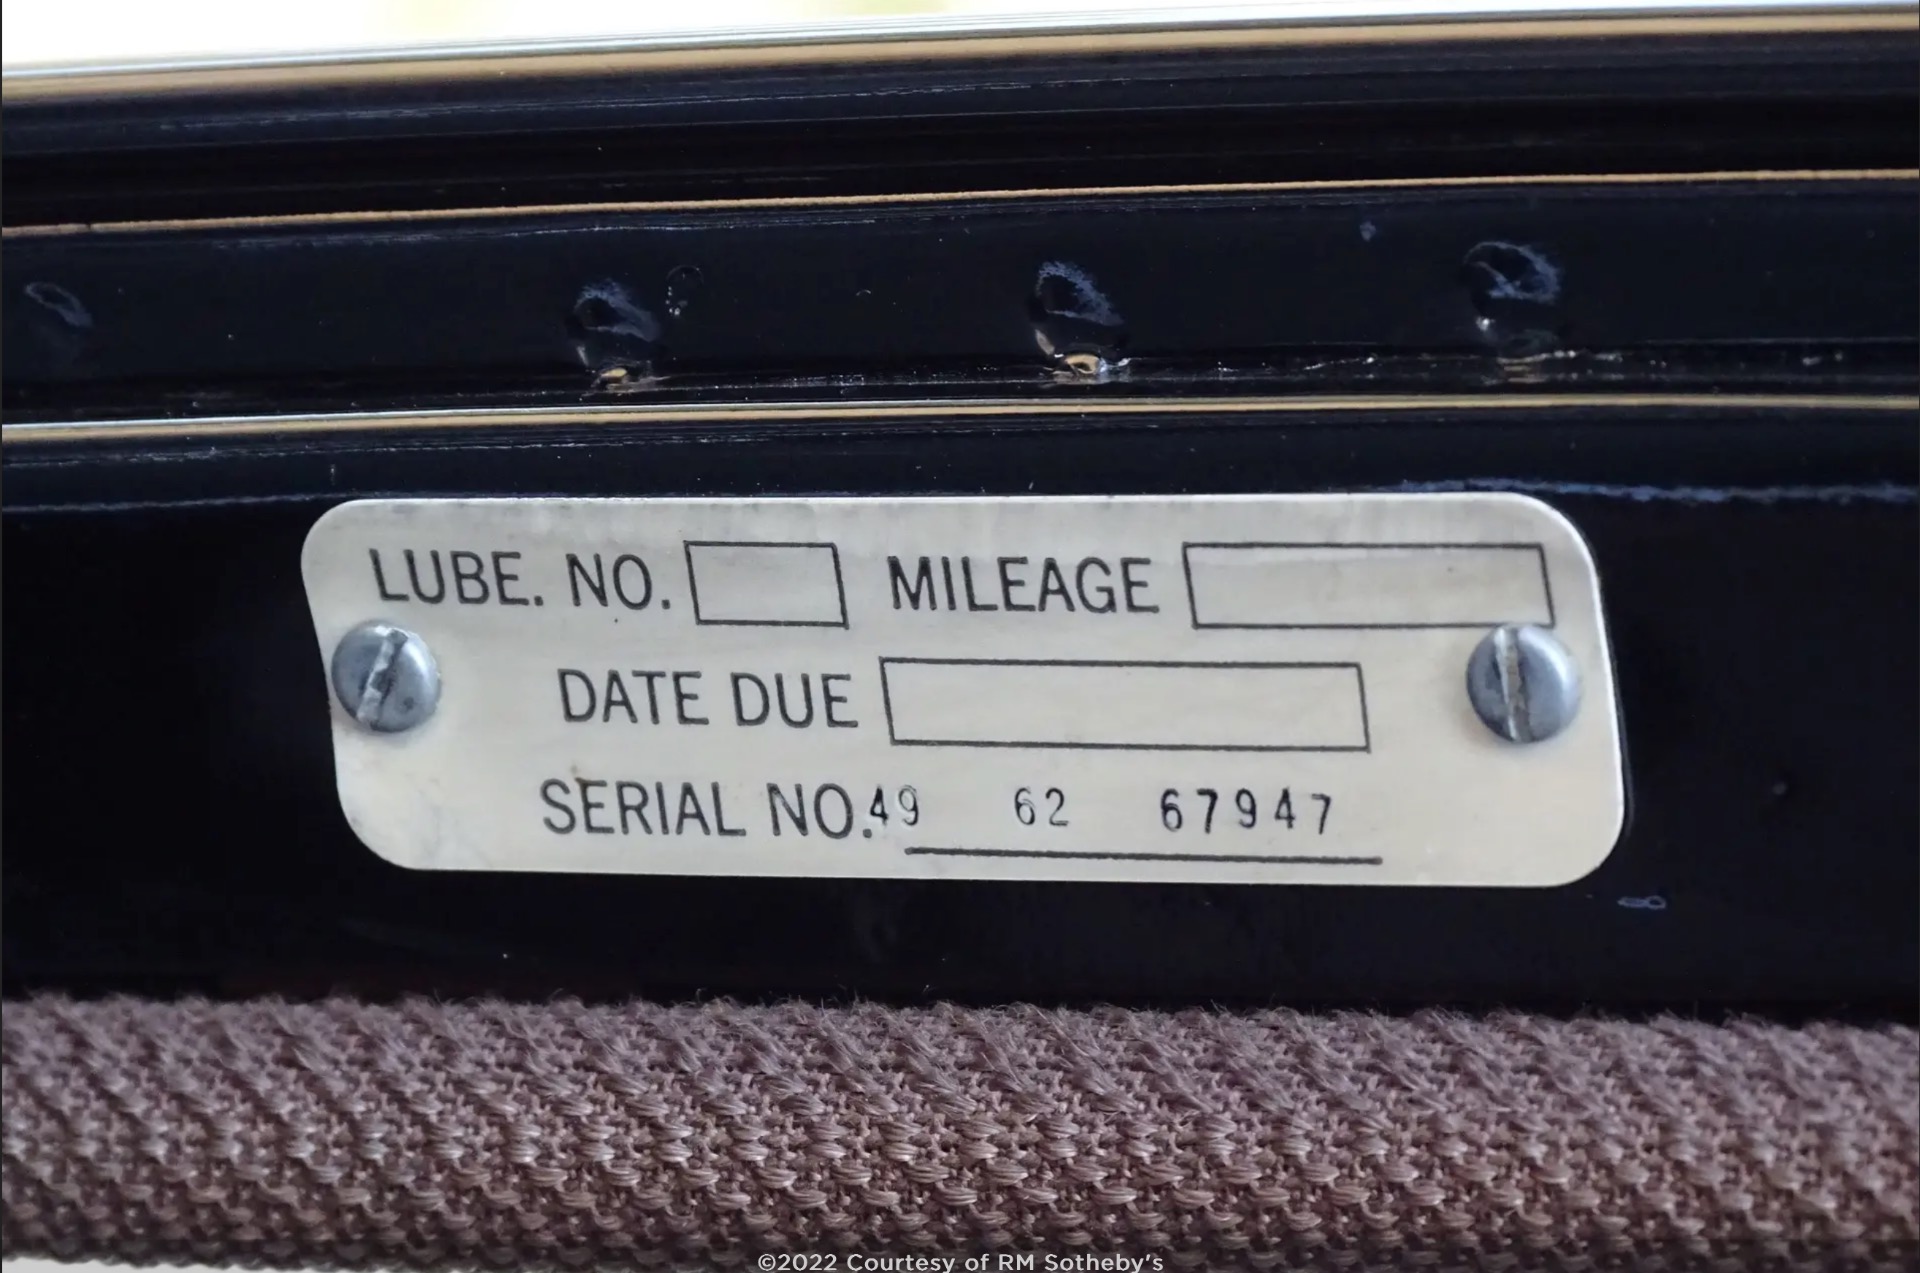 LUBE. NO. MILEAGE
DATE DUE
SERIAL NO. 49 62 67947
©2022 Courtesy of RM Sotheby's